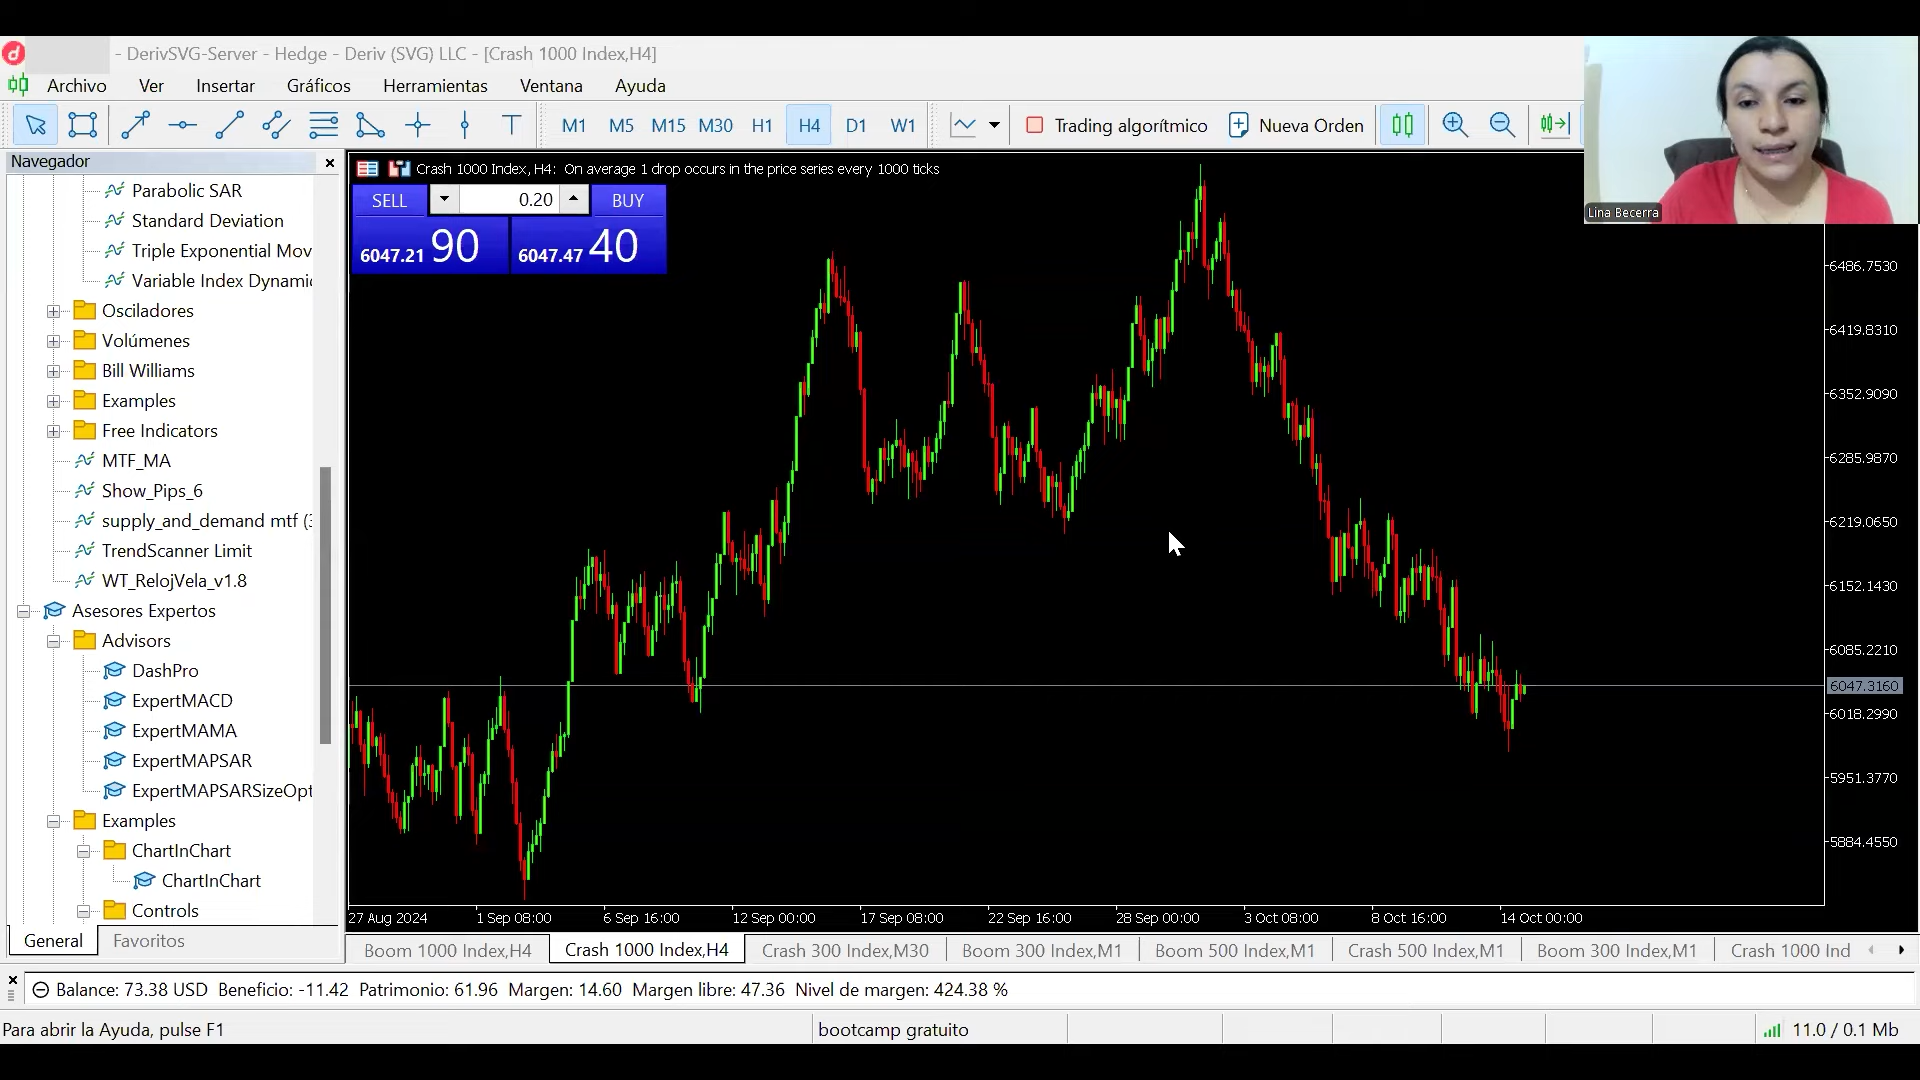 - DerivSVG-Server - Hedge - Deriv (SVG) LLC - [Crash 1000 Index,H4]
Archivo Ver Insertar Gráficos Herramientas Ventana Ayuda
M1 M5 M15 M30 H1 H4 D1 W1 Trading algorítmico Nueva Orden
Lina Becerra
Navegador
Parabolic SAR
Standard Deviation
Triple Exponential Mov
Variable Index Dynamic
Osciladores
Volúmenes
Bill Williams
Examples
Free Indicators
MTF_MA
Show_Pips_6
supply_and_demand mtf (3
TrendScanner Limit
WT_RelojVela_v1.8
Asesores Expertos
Advisors
DashPro
ExpertMACD
ExpertMAMA
ExpertMAPSAR
ExpertMAPSARSizeOpt
Examples
ChartInChart
ChartInChart
Controls
General Favoritos
Crash 1000 Index, H4: On average 1 drop occurs in the price series every 1000 ticks
SELL 0.20 BUY
6047.21 90 6047.47 40
6486.7530
6419.8310
6352.9090
6285.9870
6219.0650
6152.1430
6085.2210
6047.3160
6018.2990
5951.3770
5884.4550
27 Aug 2024 1 Sep 08:00 6 Sep 16:00 12 Sep 00:00 17 Sep 08:00 22 Sep 16:00 28 Sep 00:00 3 Oct 08:00 8 Oct 16:00 14 Oct 00:00
Boom 1000 Index,H4 Crash 1000 Index,H4 Crash 300 Index,M30 Boom 300 Index,M1 Boom 500 Index,M1 Crash 500 Index,M1 Boom 300 Index,M1 Crash 1000 Ind
Balance: 73.38 USD Beneficio: -11.42 Patrimonio: 61.96 Margen: 14.60 Margen libre: 47.36 Nivel de margen: 424.38 %
Para abrir la Ayuda, pulse F1 bootcamp gratuito 11.0 / 0.1 Mb